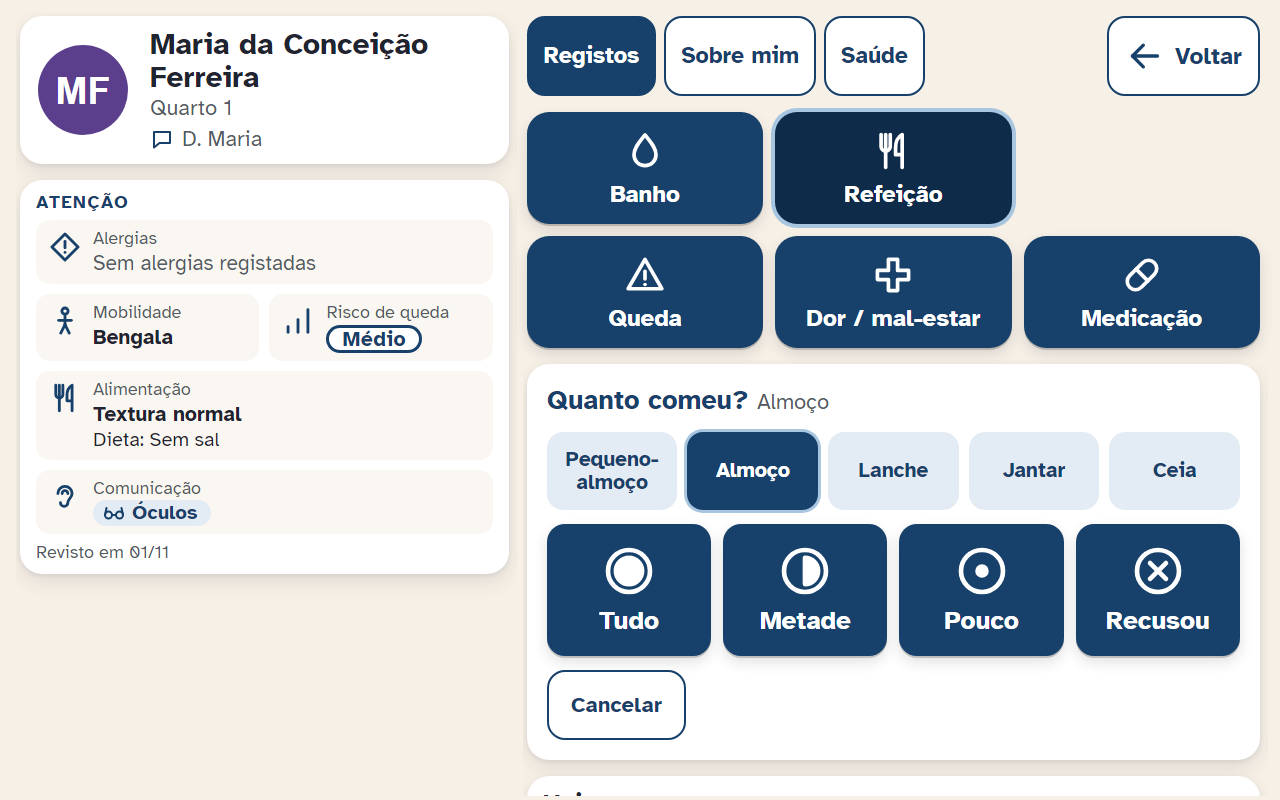 MF
Maria da Conceição
Ferreira
Quarto 1
D. Maria
ATENÇÃO
Alergias
Sem alergias registadas
Mobilidade
Bengala
Risco de queda
Médio
Alimentação
Textura normal
Dieta: Sem sal
Comunicação
Óculos
Revisto em 01/11
Registos
Sobre mim
Saúde
Voltar
Banho
Refeição
Queda
Dor / mal-estar
Medicação
Quanto comeu? Almoço
Pequeno-
almoço
Almoço
Lanche
Jantar
Ceia
Tudo
Metade
Pouco
Recusou
Cancelar